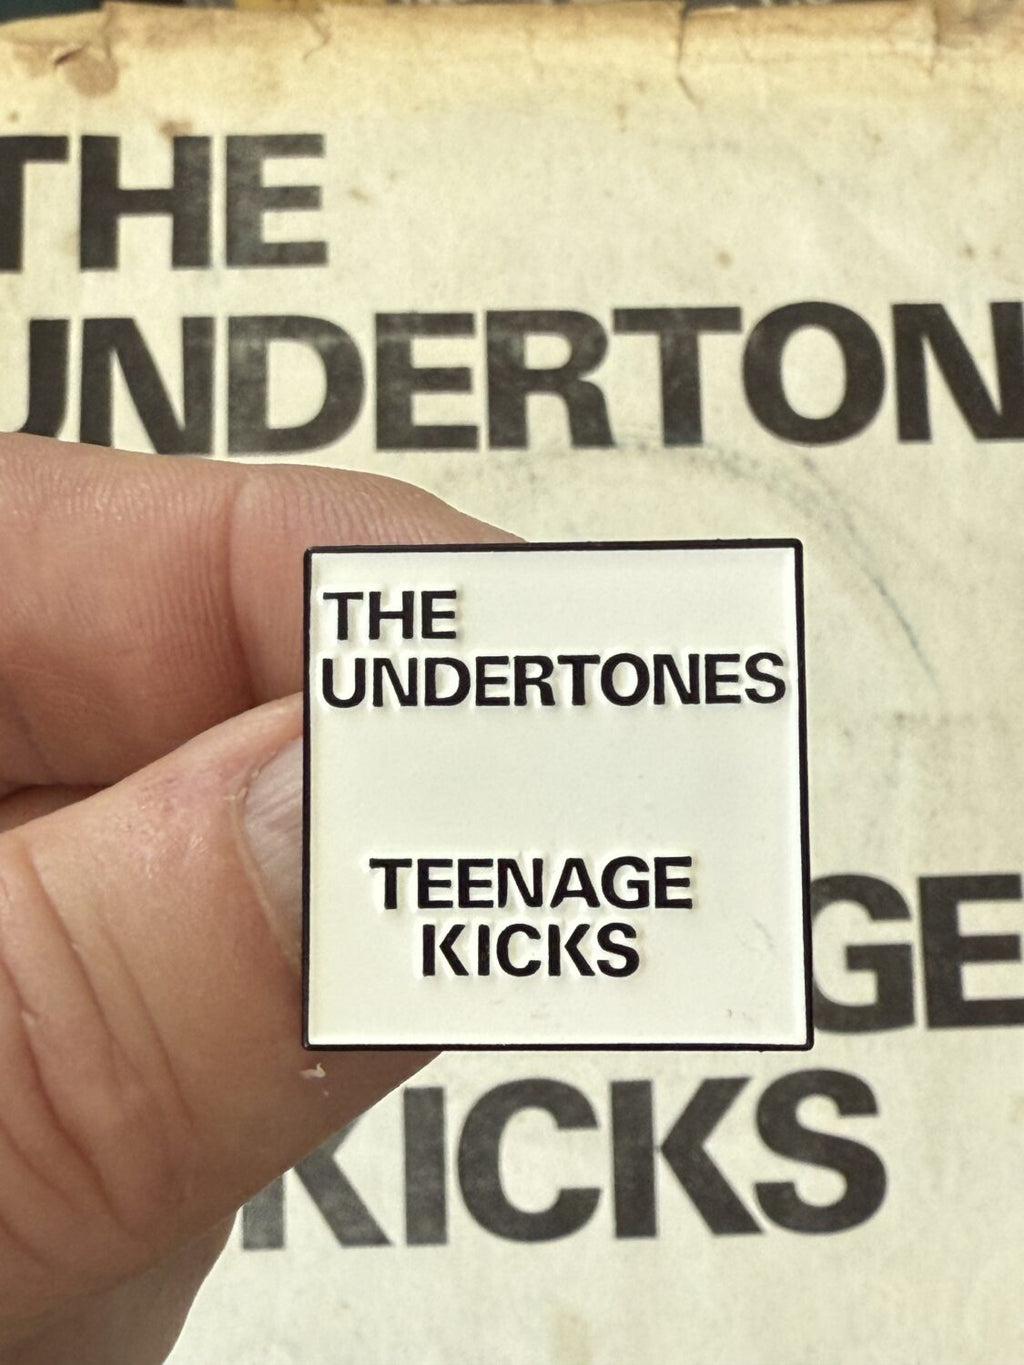 THE
UNDERTON
THE
UNDERTONES
TEENAGE
KICKS
GE
KICKS